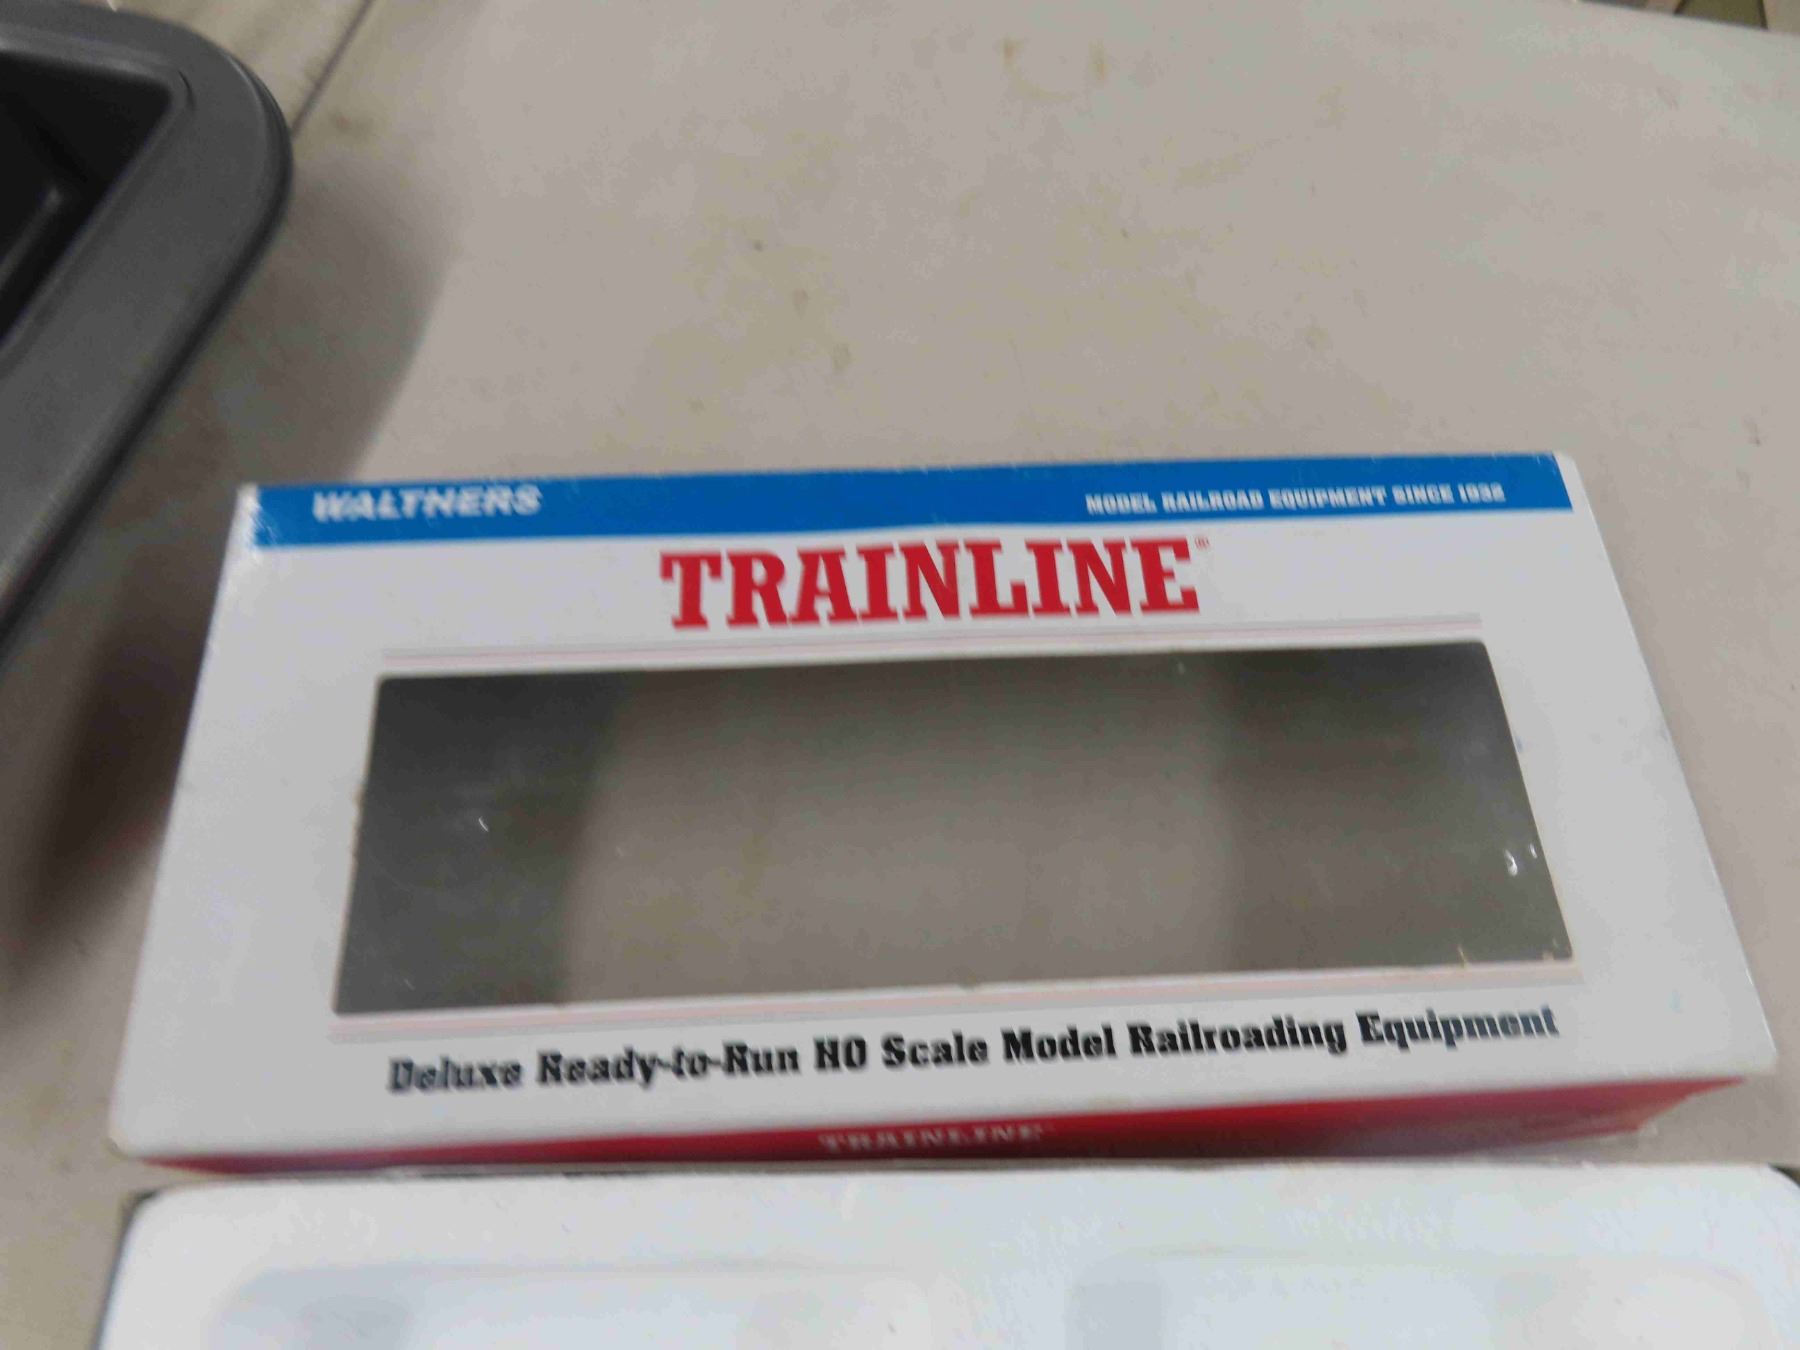 WALTHERS
MODEL RAILROAD EQUIPMENT SINCE 1932
TRAINLINE®
Deluxe Ready-to-Run HO Scale Model Railroading Equipment
TRAINLINE